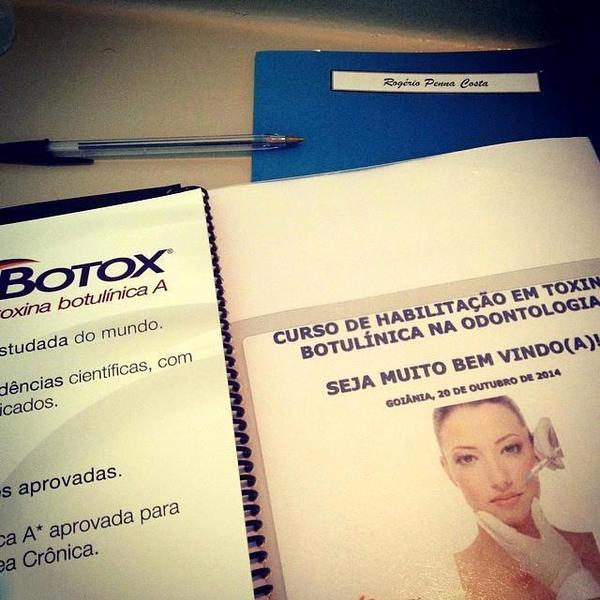 Rogério Penna Costa
BOTOX®
toxina botulínica A
studada do mundo.
dências científicas, com
icados.
s aprovadas.
ca A* aprovada para
ea Crônica.
CURSO DE HABILITAÇÃO EM TOXIN
BOTULÍNICA NA ODONTOLOGIA
SEJA MUITO BEM VINDO(A)!
GOIÂNIA, 20 DE OUTUBRO DE 2014